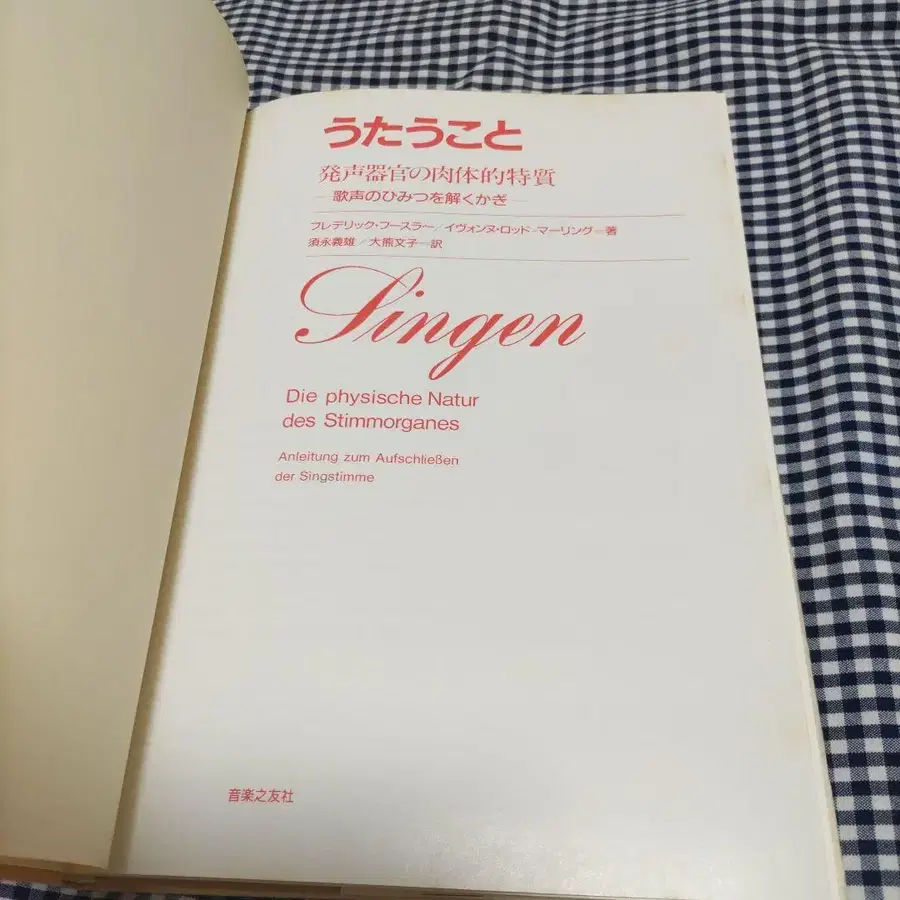 うたうこと
発声器官の肉体的特質
―歌声のひみつを解くかぎ―
フレデリック・フースラー/イヴォンヌ・ロッド=マーリング=著
須永義雄/大熊文子=訳
Singen
Die physische Natur
des Stimmorganes
Anleitung zum Aufschließen
der Singstimme
音楽之友社